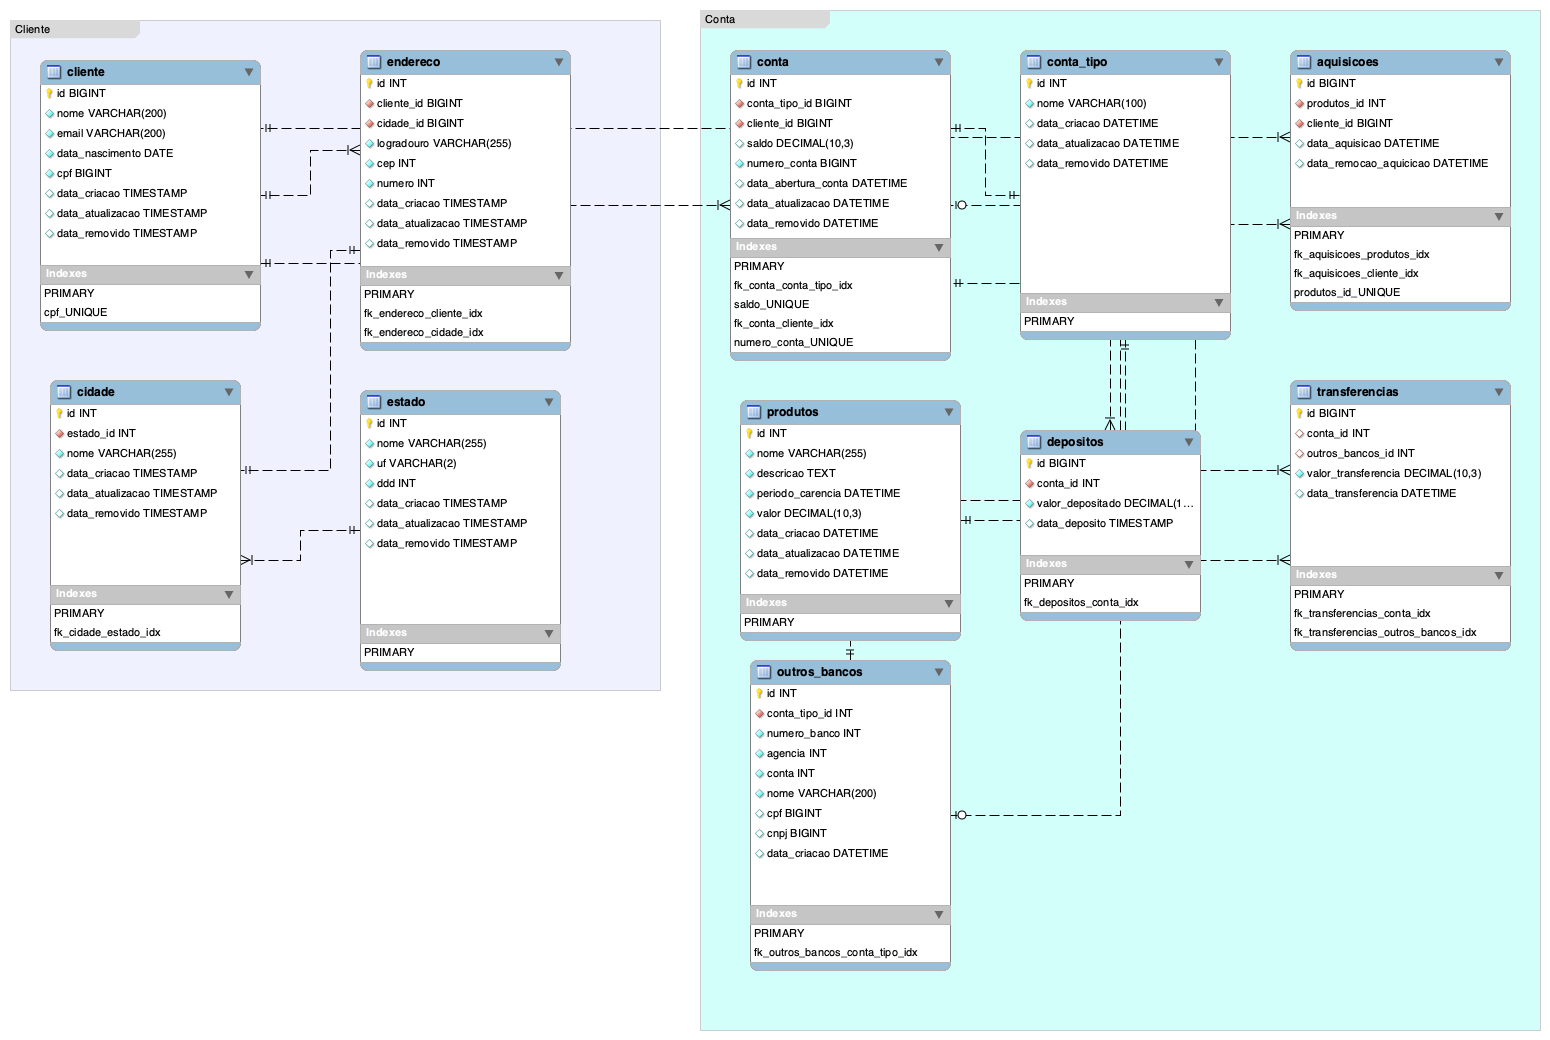 Cliente
cliente
id BIGINT
nome VARCHAR(200)
email VARCHAR(200)
data_nascimento DATE
cpf BIGINT
data_criacao TIMESTAMP
data_atualizacao TIMESTAMP
data_removido TIMESTAMP
Indexes
PRIMARY
cpf_UNIQUE
endereco
id INT
cliente_id BIGINT
cidade_id BIGINT
logradouro VARCHAR(255)
cep INT
numero INT
data_criacao TIMESTAMP
data_atualizacao TIMESTAMP
data_removido TIMESTAMP
Indexes
PRIMARY
fk_endereco_cliente_idx
fk_endereco_cidade_idx
cidade
id INT
estado_id INT
nome VARCHAR(255)
data_criacao TIMESTAMP
data_atualizacao TIMESTAMP
data_removido TIMESTAMP
Indexes
PRIMARY
fk_cidade_estado_idx
estado
id INT
nome VARCHAR(255)
uf VARCHAR(2)
ddd INT
data_criacao TIMESTAMP
data_atualizacao TIMESTAMP
data_removido TIMESTAMP
Indexes
PRIMARY
Conta
conta
id INT
conta_tipo_id BIGINT
cliente_id BIGINT
saldo DECIMAL(10,3)
numero_conta BIGINT
data_abertura_conta DATETIME
data_atualizacao DATETIME
data_removido DATETIME
Indexes
PRIMARY
fk_conta_conta_tipo_idx
saldo_UNIQUE
fk_conta_cliente_idx
numero_conta_UNIQUE
conta_tipo
id INT
nome VARCHAR(100)
data_criacao DATETIME
data_atualizacao DATETIME
data_removido DATETIME
Indexes
PRIMARY
aquisicoes
id BIGINT
produtos_id INT
cliente_id BIGINT
data_aquisicao DATETIME
data_remocao_aquicicao DATETIME
Indexes
PRIMARY
fk_aquisicoes_produtos_idx
fk_aquisicoes_cliente_idx
produtos_id_UNIQUE
produtos
id INT
nome VARCHAR(255)
descricao TEXT
periodo_carencia DATETIME
valor DECIMAL(10,3)
data_criacao DATETIME
data_atualizacao DATETIME
data_removido DATETIME
Indexes
PRIMARY
depositos
id BIGINT
conta_id INT
valor_depositado DECIMAL(1...
data_deposito TIMESTAMP
Indexes
PRIMARY
fk_depositos_conta_idx
transferencias
id BIGINT
conta_id INT
outros_bancos_id INT
valor_transferencia DECIMAL(10,3)
data_transferencia DATETIME
Indexes
PRIMARY
fk_transferencias_conta_idx
fk_transferencias_outros_bancos_idx
outros_bancos
id INT
conta_tipo_id INT
numero_banco INT
agencia INT
conta INT
nome VARCHAR(200)
cpf BIGINT
cnpj BIGINT
data_criacao DATETIME
Indexes
PRIMARY
fk_outros_bancos_conta_tipo_idx